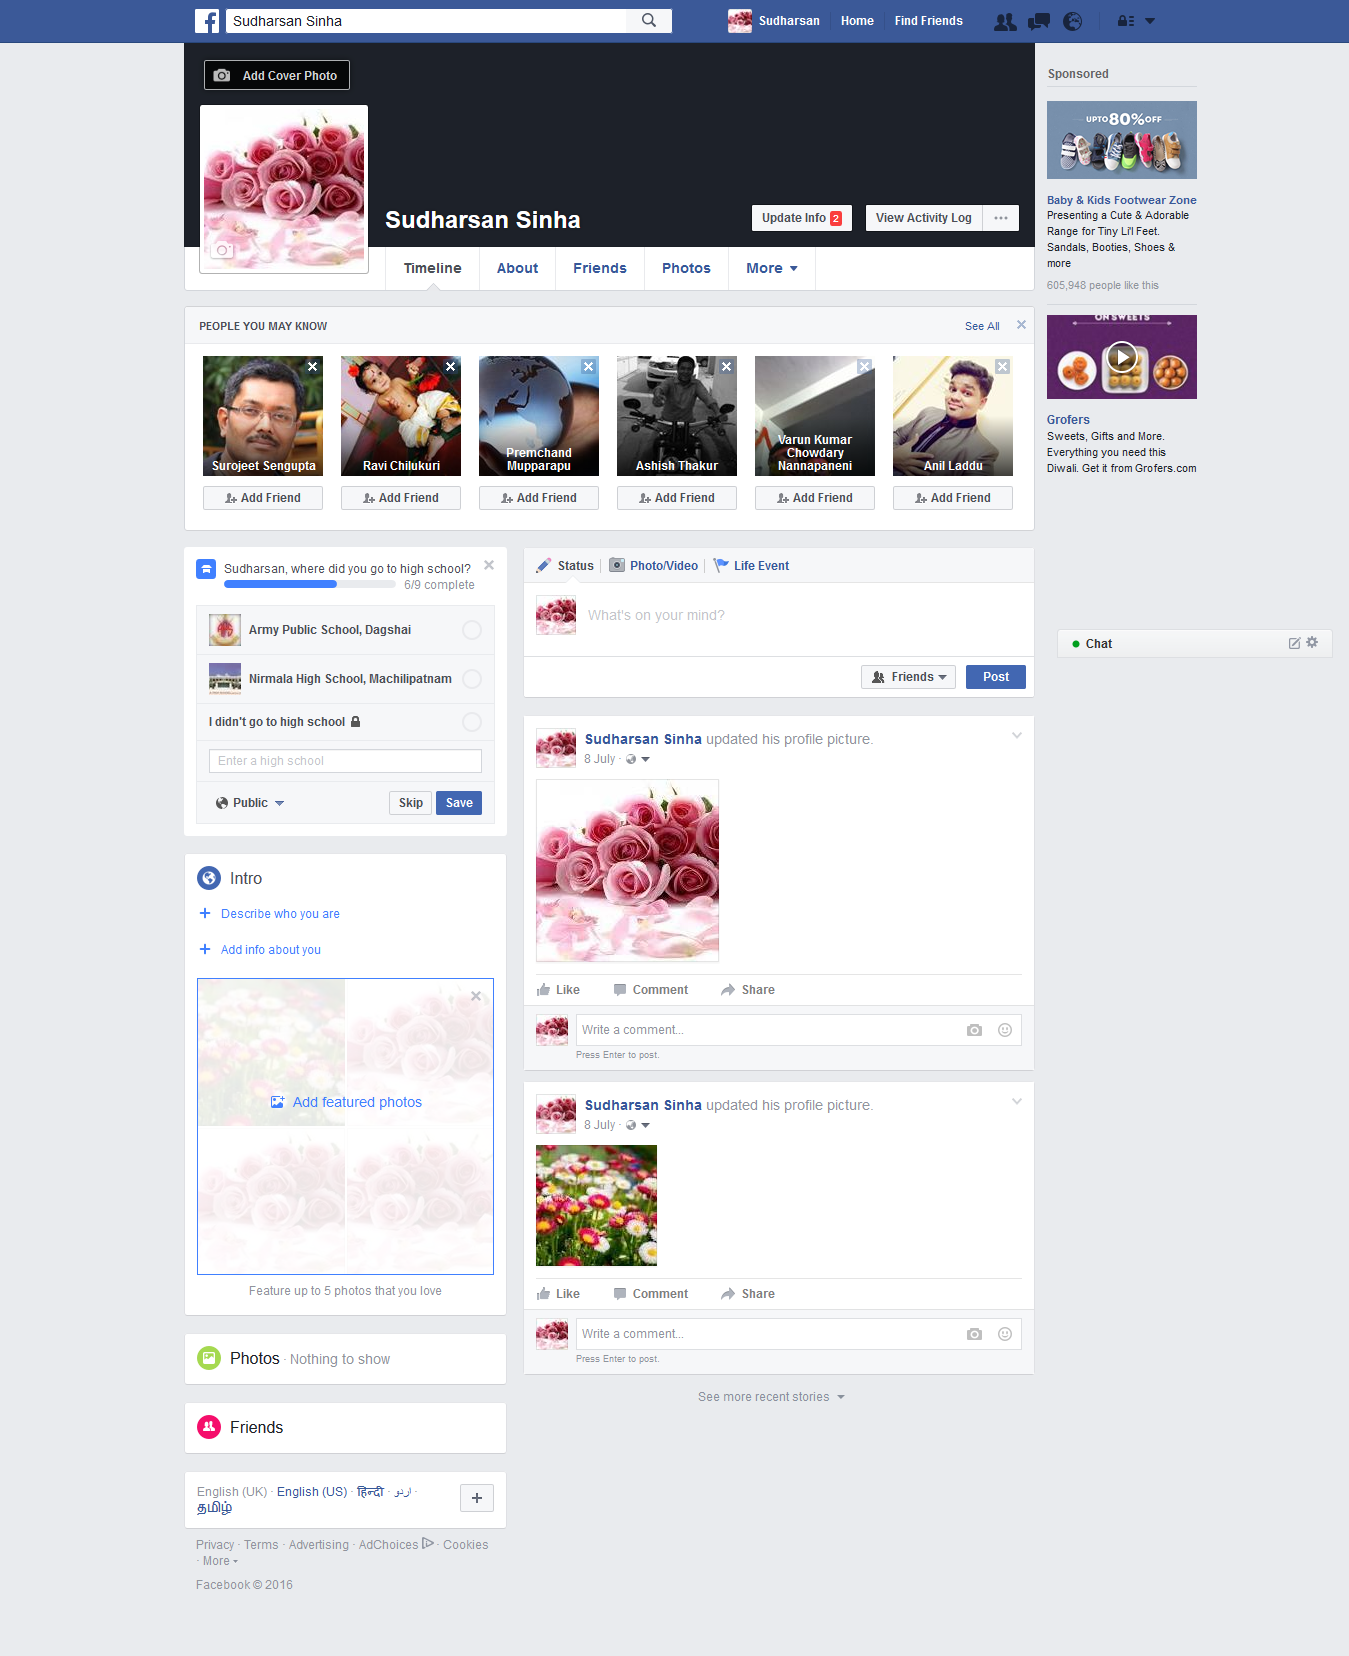 Sudharsan Sinha
Sudharsan
Home
Find Friends
Add Cover Photo
Sudharsan Sinha
Update Info 2
View Activity Log
Timeline
About
Friends
Photos
More
Sponsored
UPTO 80% OFF
Baby & Kids Footwear Zone
Presenting a Cute & Adorable
Range for Tiny Li'l Feet.
Sandals, Booties, Shoes &
more
605,948 people like this
ON SWEETS
Grofers
Sweets, Gifts and More.
Everything you need this
Diwali. Get it from Grofers.com
PEOPLE YOU MAY KNOW
See All
Surojeet Sengupta
Ravi Chilukuri
Premchand
Mupparapu
Ashish Thakur
Varun Kumar
Chowdary
Nannapaneni
Anil Laddu
Add Friend
Add Friend
Add Friend
Add Friend
Add Friend
Add Friend
Sudharsan, where did you go to high school?
6/9 complete
Army Public School, Dagshai
Nirmala High School, Machilipatnam
I didn't go to high school
Enter a high school
Public
Skip
Save
Intro
Describe who you are
Add info about you
Add featured photos
Feature up to 5 photos that you love
Photos · Nothing to show
Friends
English (UK) · English (US) · हिन्दी · اردو ·
தமிழ்
Privacy · Terms · Advertising · AdChoices · Cookies
· More
Facebook © 2016
Status
Photo/Video
Life Event
What's on your mind?
Friends
Post
Sudharsan Sinha updated his profile picture.
8 July ·
Like
Comment
Share
Write a comment...
Press Enter to post.
Sudharsan Sinha updated his profile picture.
8 July ·
Like
Comment
Share
Write a comment...
Press Enter to post.
See more recent stories
Chat